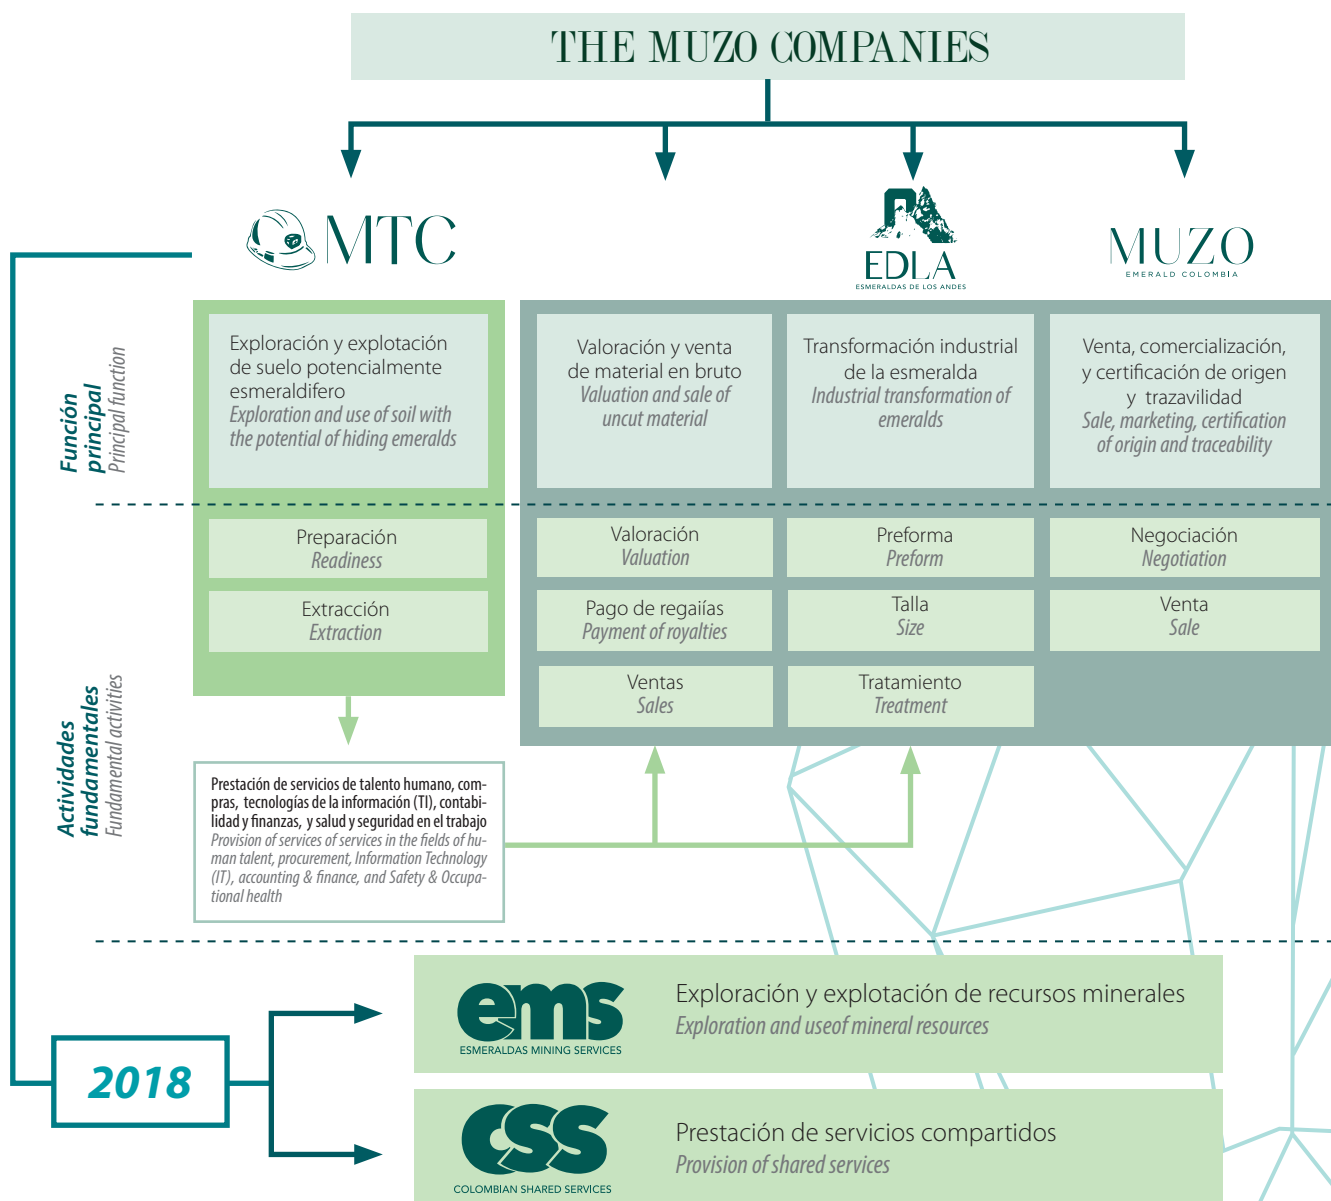 THE MUZO COMPANIES
MTC
EDLA
ESMERALDAS DE LOS ANDES
MUZO
EMERALD COLOMBIA
Función
principal
Principal function
Exploración y explotación
de suelo potencialmente
esmeraldifero
Exploration and use of soil with
the potential of hiding emeralds
Valoración y venta
de material en bruto
Valuation and sale of
uncut material
Transformación industrial
de la esmeralda
Industrial transformation of
emeralds
Venta, comercialización,
y certificación de origen
y trazavilidad
Sale, marketing, certification
of origin and traceability
Actividades
fundamentales
Fundamental activities
Preparación
Readiness
Extracción
Extraction
Valoración
Valuation
Pago de regaiías
Payment of royalties
Ventas
Sales
Preforma
Preform
Talla
Size
Tratamiento
Treatment
Negociación
Negotiation
Venta
Sale
Prestación de servicios de talento humano, com-
pras, tecnologías de la información (TI), contabi-
lidad y finanzas, y salud y seguridad en el trabajo
Provision of services of services in the fields of hu-
man talent, procurement, Information Technology
(IT), accounting & finance, and Safety & Occupa-
tional health
2018
ems
ESMERALDAS MINING SERVICES
Exploración y explotación de recursos minerales
Exploration and useof mineral resources
css
COLOMBIAN SHARED SERVICES
Prestación de servicios compartidos
Provision of shared services